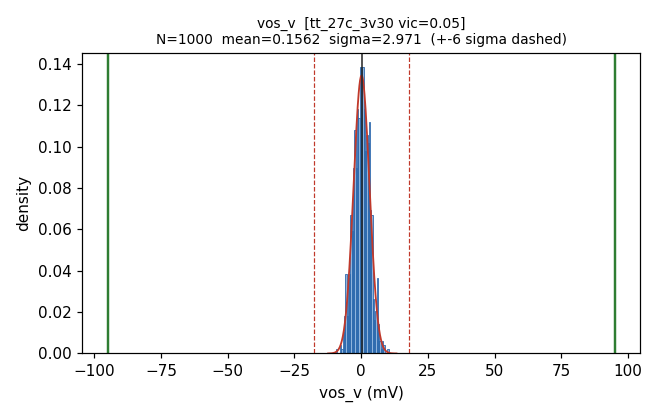 vos_v  [tt_27c_3v30 vic=0.05]
N=1000  mean=0.1562  sigma=2.971  (+-6 sigma dashed)
0.14
0.12
0.10
0.08
0.06
0.04
0.02
0.00
density
−100 −75 −50 −25 0 25 50 75 100
vos_v (mV)